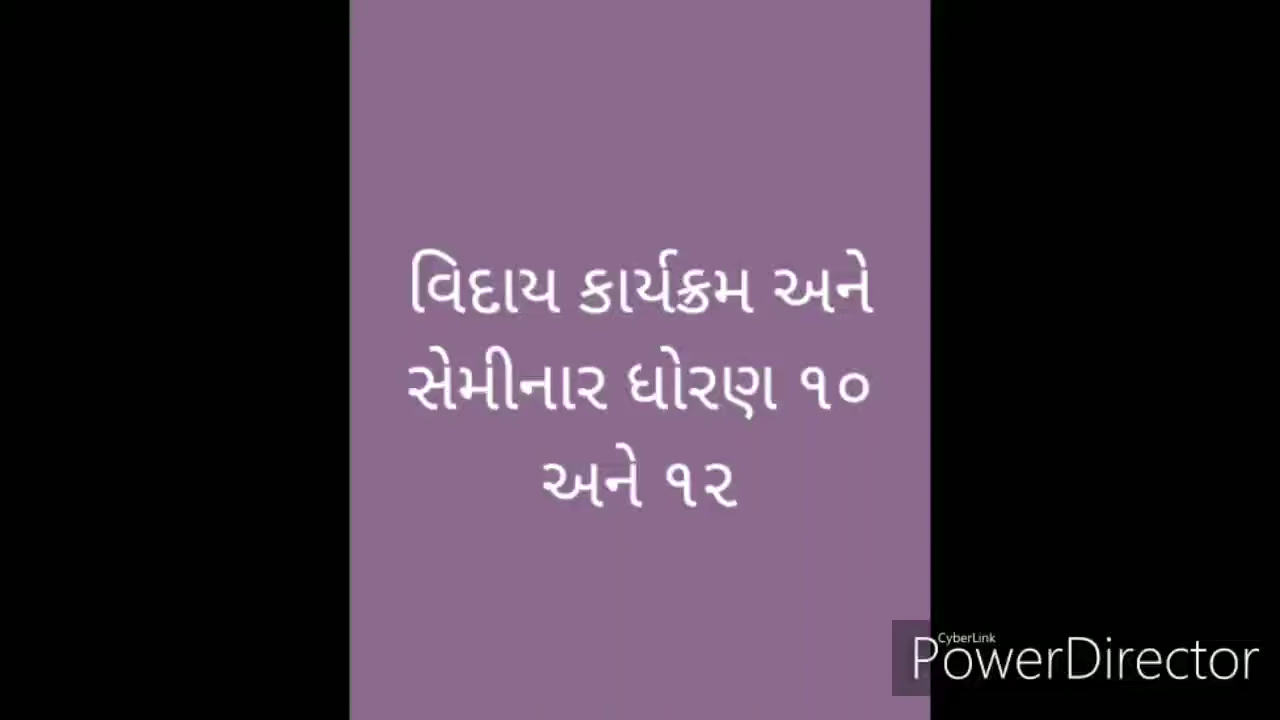 વિદાય કાર્યક્રમ અને
સેમીનાર ધોરણ ૧૦
અને ૧૨
CyberLink
PowerDirector